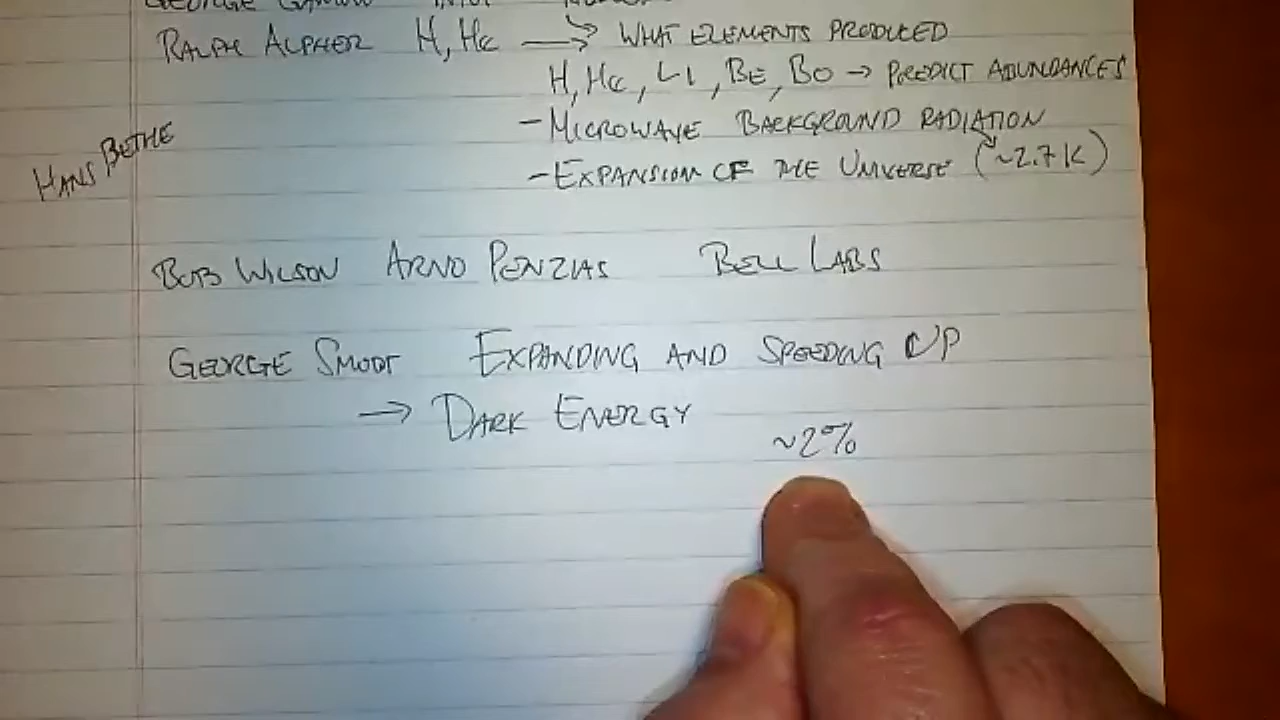 RALPH ALPHER H, He → WHAT ELEMENTS PRODUCED
H, He, LI, BE, BO → PREDICT ABUNDANCES
- MICROWAVE BACKGROUND RADIATION
HANS BETHE
- EXPANSION OF THE UNIVERSE (~2.7K)
BOB WILSON ARNO PENZIAS BELL LABS
GEORGE SMOOT EXPANDING AND SPEEDING UP
→ DARK ENERGY
~2%